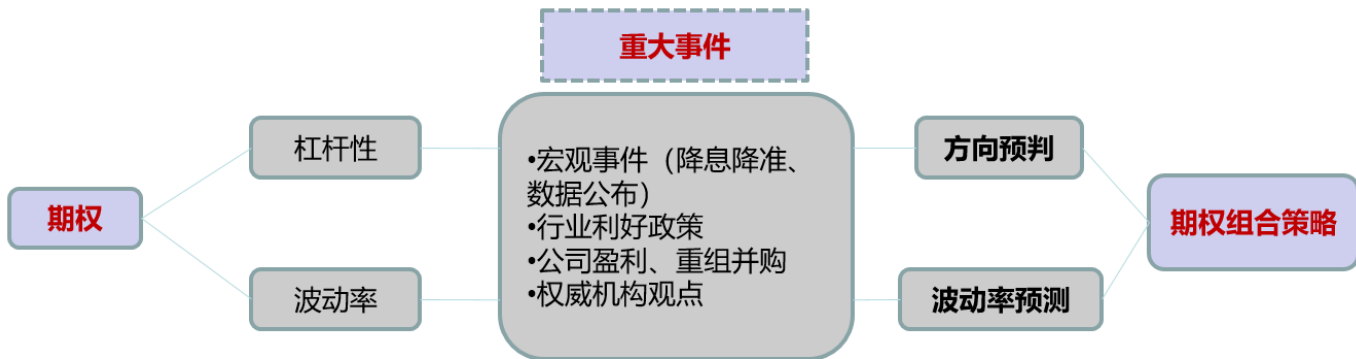 重大事件
期权
杠杆性
波动率
•宏观事件（降息降准、
数据公布）
•行业利好政策
•公司盈利、重组并购
•权威机构观点
方向预判
波动率预测
期权组合策略